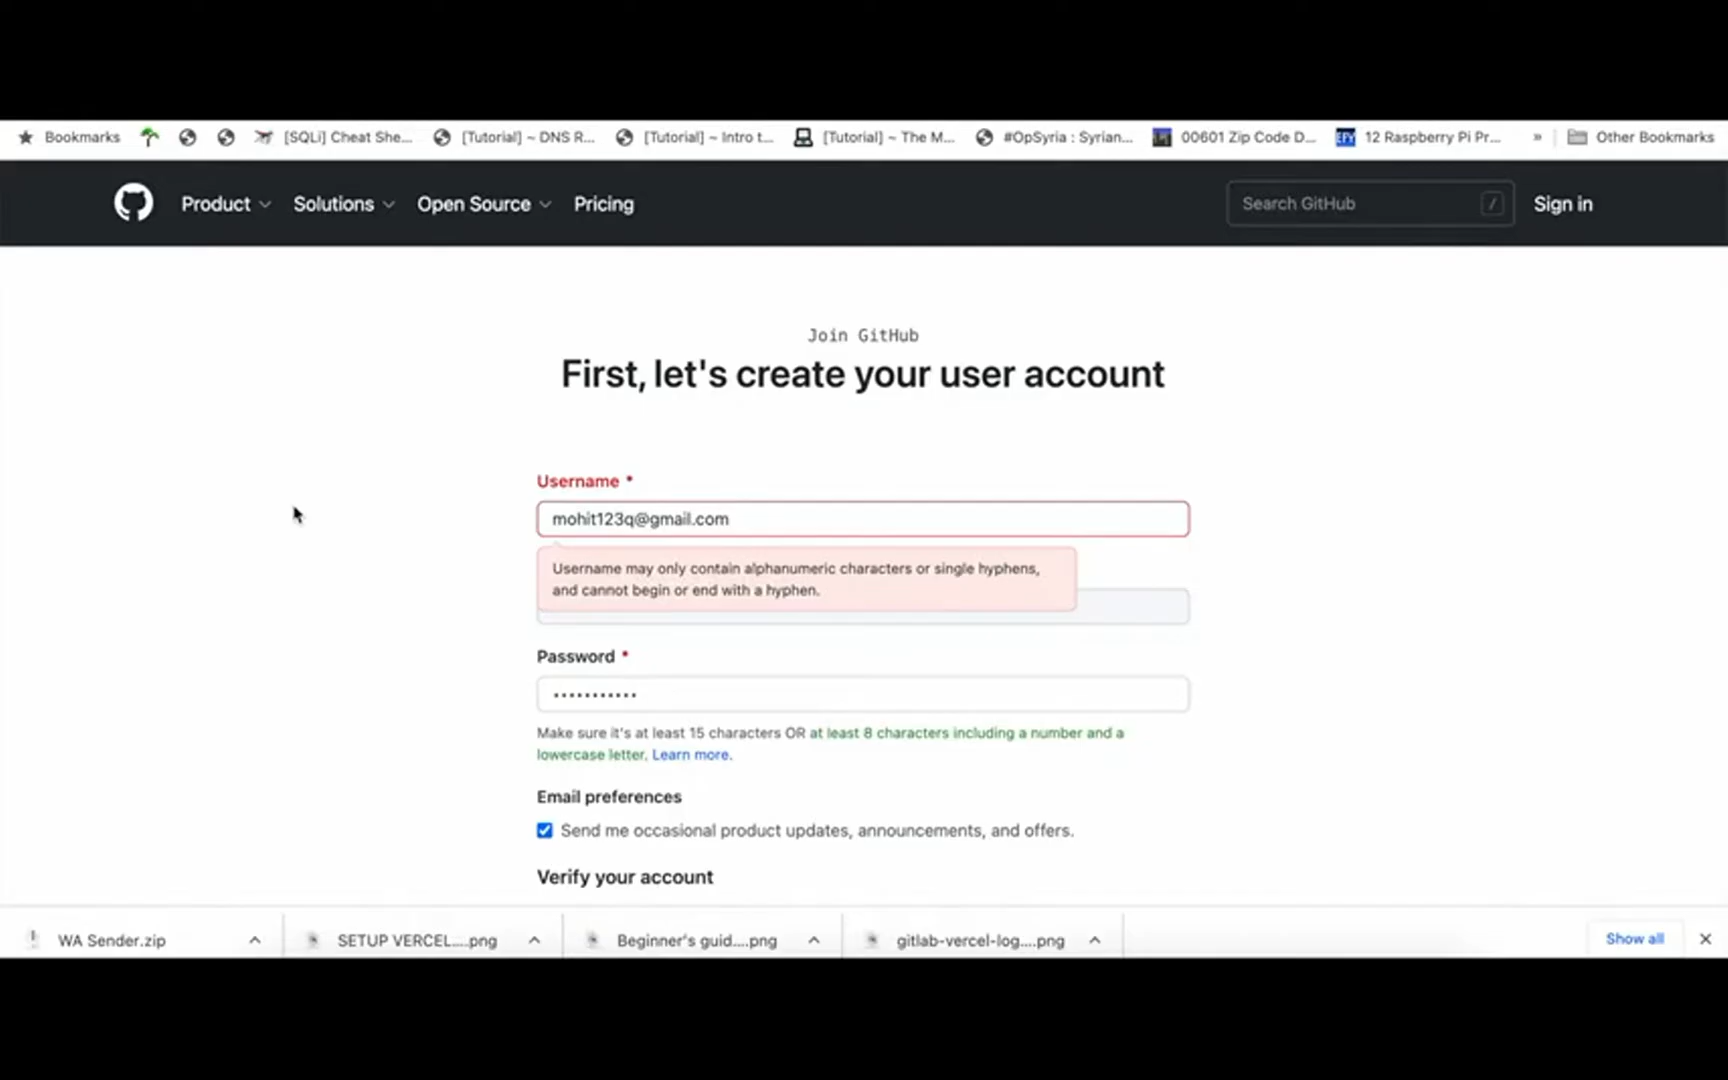 Bookmarks [SQLi] Cheat She... [Tutorial] ~ DNS R... [Tutorial] ~ Intro t... [Tutorial] ~ The M... #OpSyria : Syrian... 00601 Zip Code D... EFY 12 Raspberry Pi Pr... » Other Bookmarks
Product Solutions Open Source Pricing Search GitHub / Sign in
Join GitHub
First, let's create your user account
Username *
mohit123q@gmail.com
Username may only contain alphanumeric characters or single hyphens,
and cannot begin or end with a hyphen.
Password *
•••••••••••
Make sure it's at least 15 characters OR at least 8 characters including a number and a
lowercase letter. Learn more.
Email preferences
Send me occasional product updates, announcements, and offers.
Verify your account
WA Sender.zip SETUP VERCEL....png Beginner's guid....png gitlab-vercel-log....png Show all